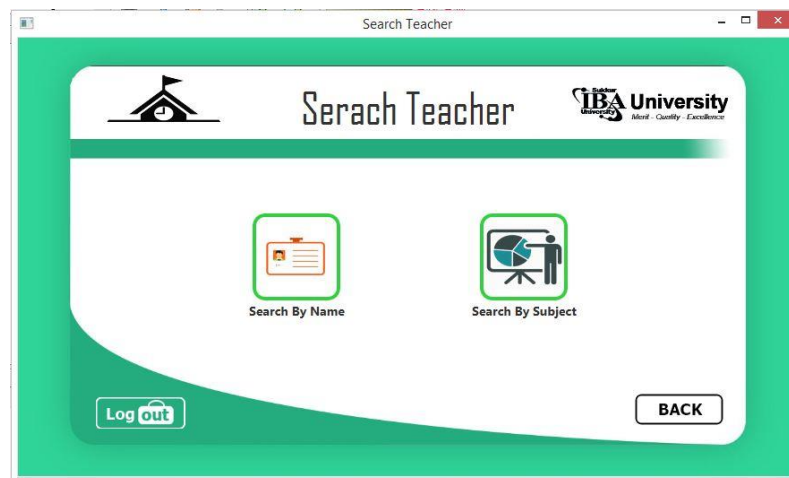 Search Teacher
Serach Teacher
Sukkur
IBA
University
University
Merit - Quality - Excellence
Search By Name
Search By Subject
Log out
BACK